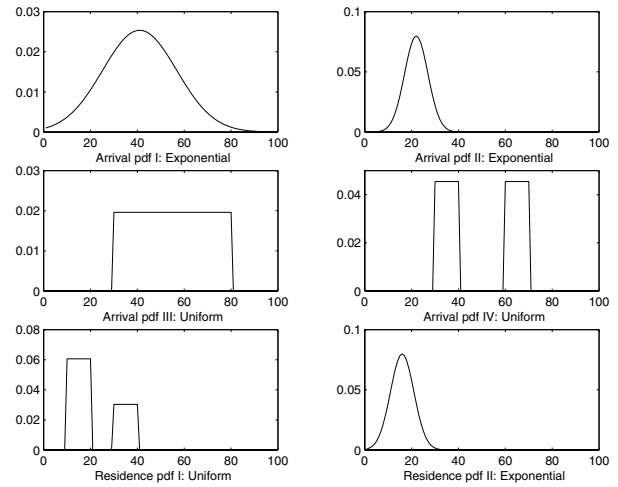 0.03
0.02
0.01
0
0 20 40 60 80 100
Arrival pdf I: Exponential
0.1
0.05
0
0 20 40 60 80 100
Arrival pdf II: Exponential
0.03
0.02
0.01
0
0 20 40 60 80 100
Arrival pdf III: Uniform
0.04
0.02
0
0 20 40 60 80 100
Arrival pdf IV: Uniform
0.08
0.06
0.04
0.02
0
0 20 40 60 80 100
Residence pdf I: Uniform
0.1
0.05
0
0 20 40 60 80 100
Residence pdf II: Exponential